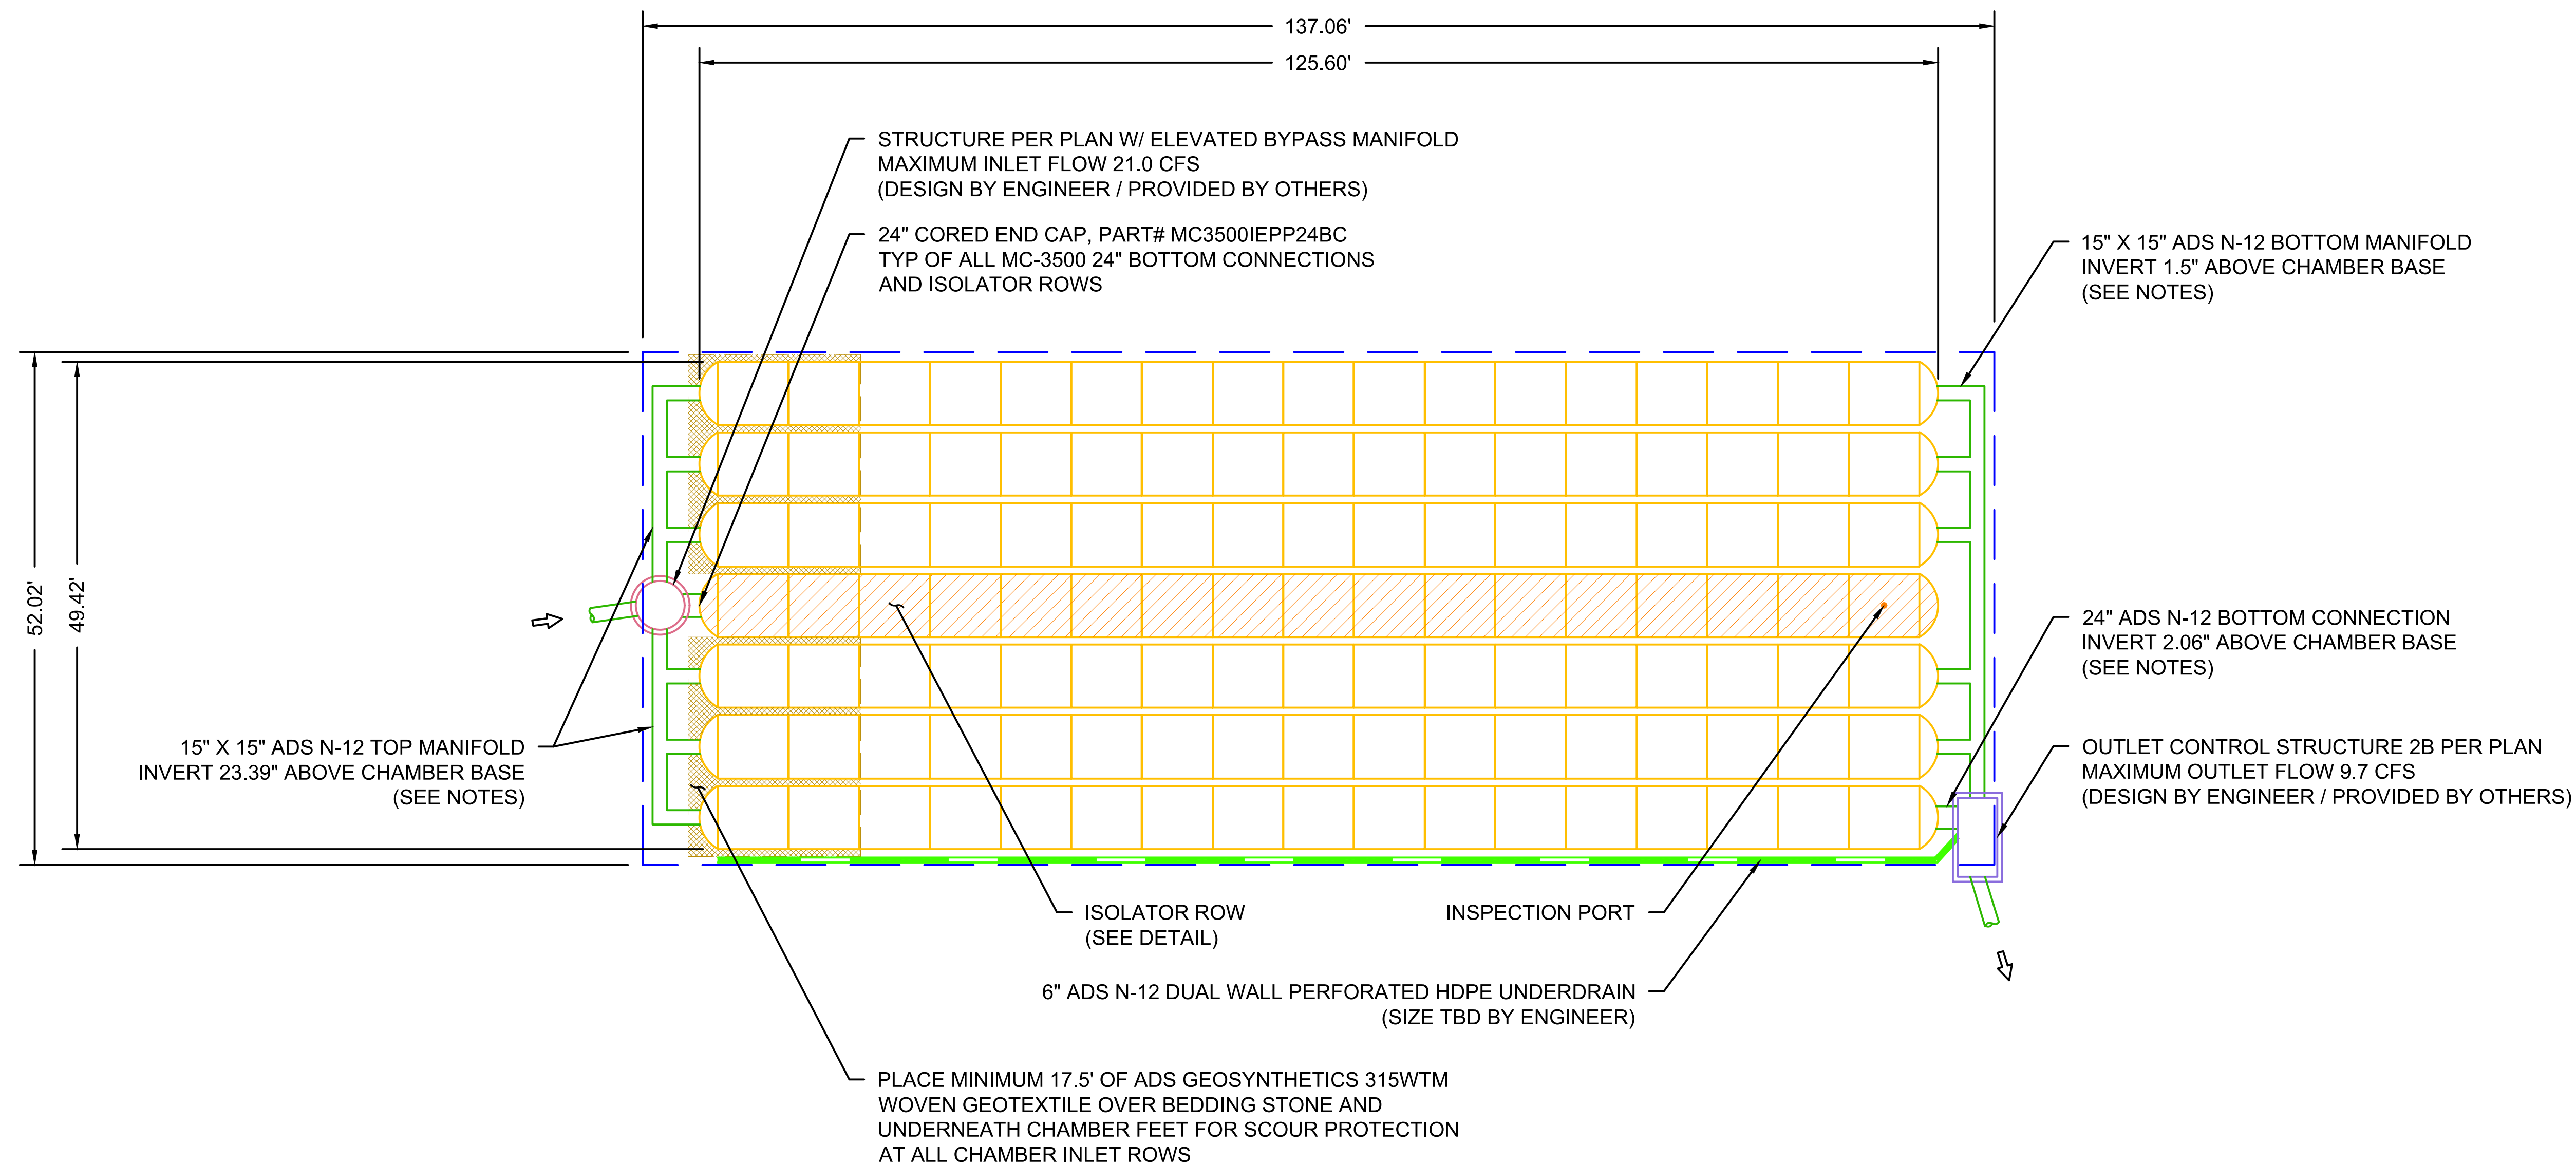 137.06'
125.60'
STRUCTURE PER PLAN W/ ELEVATED BYPASS MANIFOLD
MAXIMUM INLET FLOW 21.0 CFS
(DESIGN BY ENGINEER / PROVIDED BY OTHERS)
24" CORED END CAP, PART# MC3500IEPP24BC
TYP OF ALL MC-3500 24" BOTTOM CONNECTIONS
AND ISOLATOR ROWS
15" X 15" ADS N-12 BOTTOM MANIFOLD
INVERT 1.5" ABOVE CHAMBER BASE
(SEE NOTES)
52.02'
49.42'
24" ADS N-12 BOTTOM CONNECTION
INVERT 2.06" ABOVE CHAMBER BASE
(SEE NOTES)
15" X 15" ADS N-12 TOP MANIFOLD
INVERT 23.39" ABOVE CHAMBER BASE
(SEE NOTES)
OUTLET CONTROL STRUCTURE 2B PER PLAN
MAXIMUM OUTLET FLOW 9.7 CFS
(DESIGN BY ENGINEER / PROVIDED BY OTHERS)
ISOLATOR ROW
(SEE DETAIL)
INSPECTION PORT
6" ADS N-12 DUAL WALL PERFORATED HDPE UNDERDRAIN
(SIZE TBD BY ENGINEER)
PLACE MINIMUM 17.5' OF ADS GEOSYNTHETICS 315WTM
WOVEN GEOTEXTILE OVER BEDDING STONE AND
UNDERNEATH CHAMBER FEET FOR SCOUR PROTECTION
AT ALL CHAMBER INLET ROWS